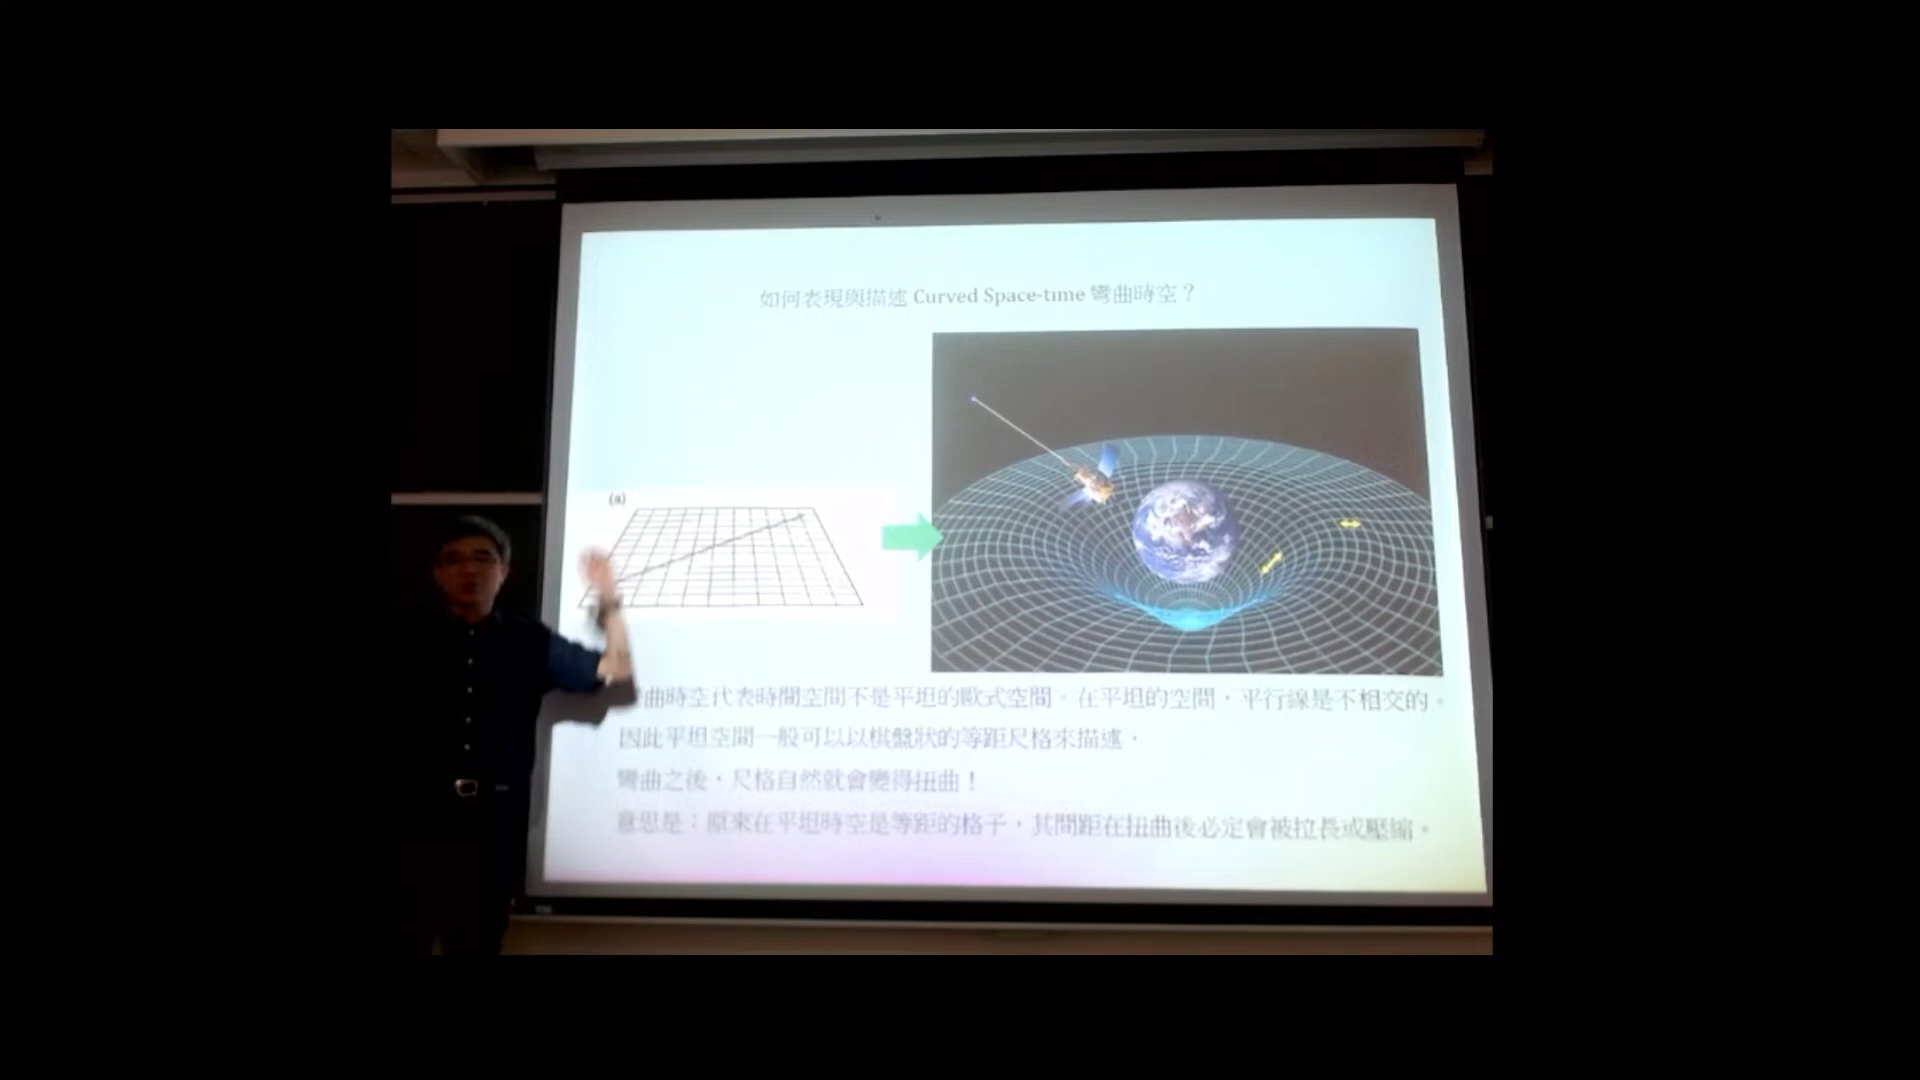 如何表現與描述 Curved Space-time 彎曲時空？
(a)
曲時空代表時間空間不是平坦的歐式空間。在平坦的空間，平行線是不相交的。
因此平坦空間一般可以以棋盤狀的等距尺格來描述，
彎曲之後，尺格自然就會變得扭曲！
意思是：原來在平坦時空是等距的格子，其間距在扭曲後必定會被拉長或壓縮。